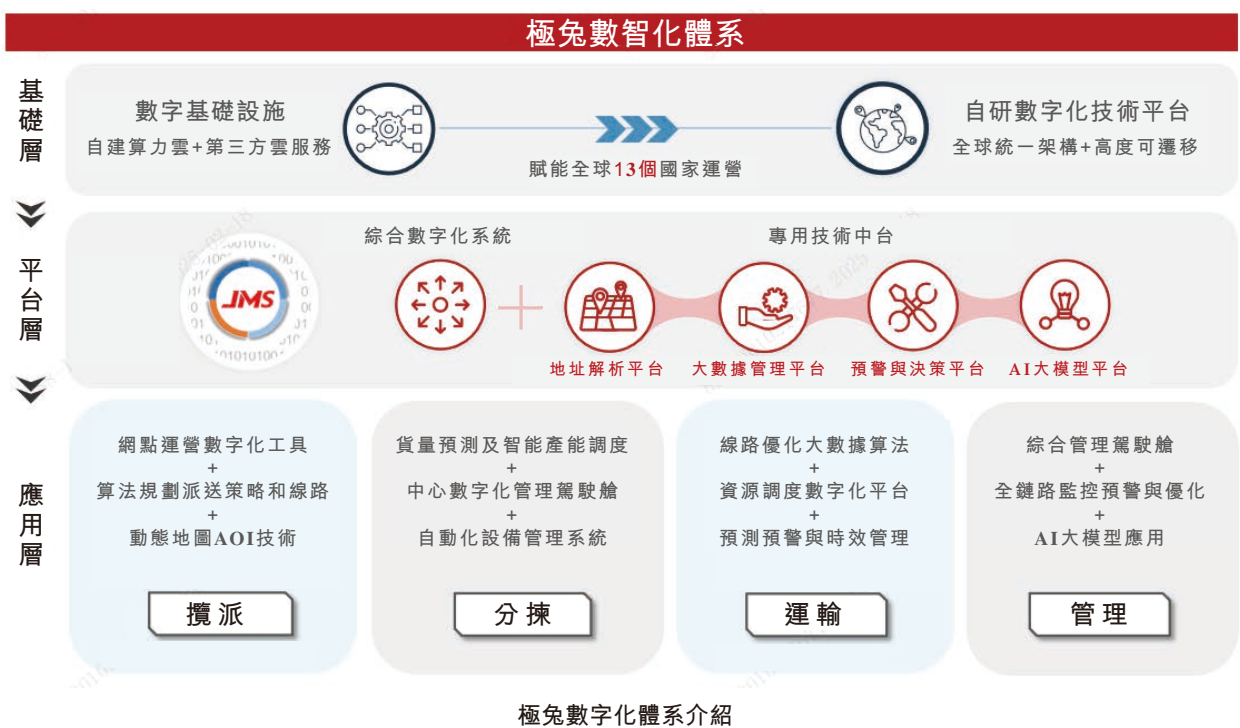 極兔數智化體系
基礎層
數字基礎設施
自建算力雲+第三方雲服務
賦能全球13個國家運營
自研數字化技術平台
全球統一架構+高度可遷移
平台層
綜合數字化系統
專用技術中台
JMS
地址解析平台
大數據管理平台
預警與決策平台
AI大模型平台
應用層
網點運營數字化工具
+
算法規劃派送策略和線路
+
動態地圖AOI技術
攬派
貨量預測及智能產能調度
+
中心數字化管理駕駛艙
+
自動化設備管理系統
分揀
線路優化大數據算法
+
資源調度數字化平台
+
預測預警與時效管理
運輸
綜合管理駕駛艙
+
全鏈路監控預警與優化
+
AI大模型應用
管理
極兔數字化體系介紹